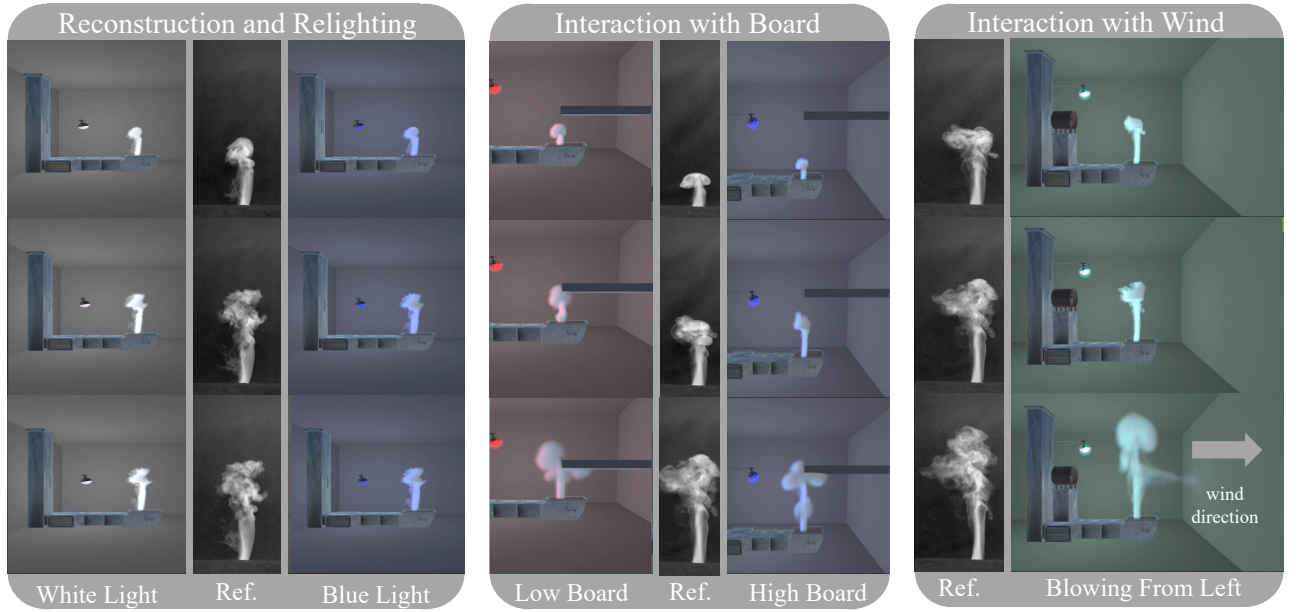 Reconstruction and Relighting
White Light
Ref.
Blue Light
Interaction with Board
Low Board
Ref.
High Board
Interaction with Wind
wind
direction
Ref.
Blowing From Left